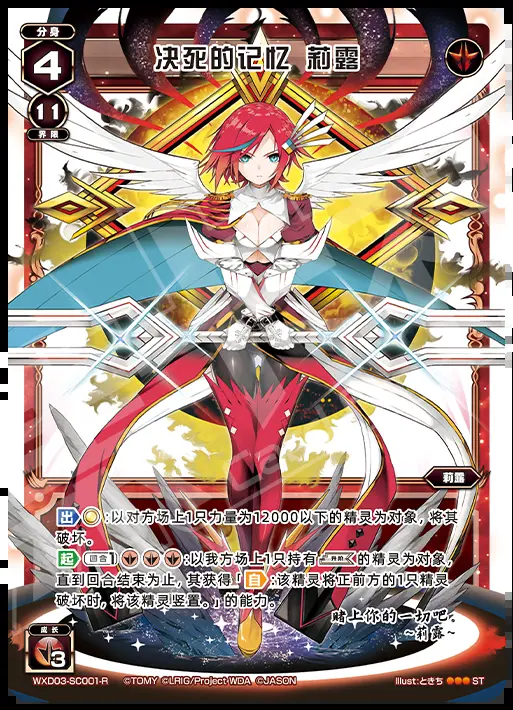 分身
4
决死的记忆 莉露
11
界限
莉露
出 :以对方场上1只力量为12000以下的精灵为对象，将其
破坏。
起 回合1 :以我方场上1只持有 的精灵为对象，
直到回合结束为止，其获得「自 :该精灵将正前方的1只精灵
破坏时，将该精灵竖置。」的能力。
赌上你的一切吧。
~莉露~
成长
3
WXD03-SC001-R ©TOMY ©LRIG/Project WDA ©JASON Illust:ときち ST